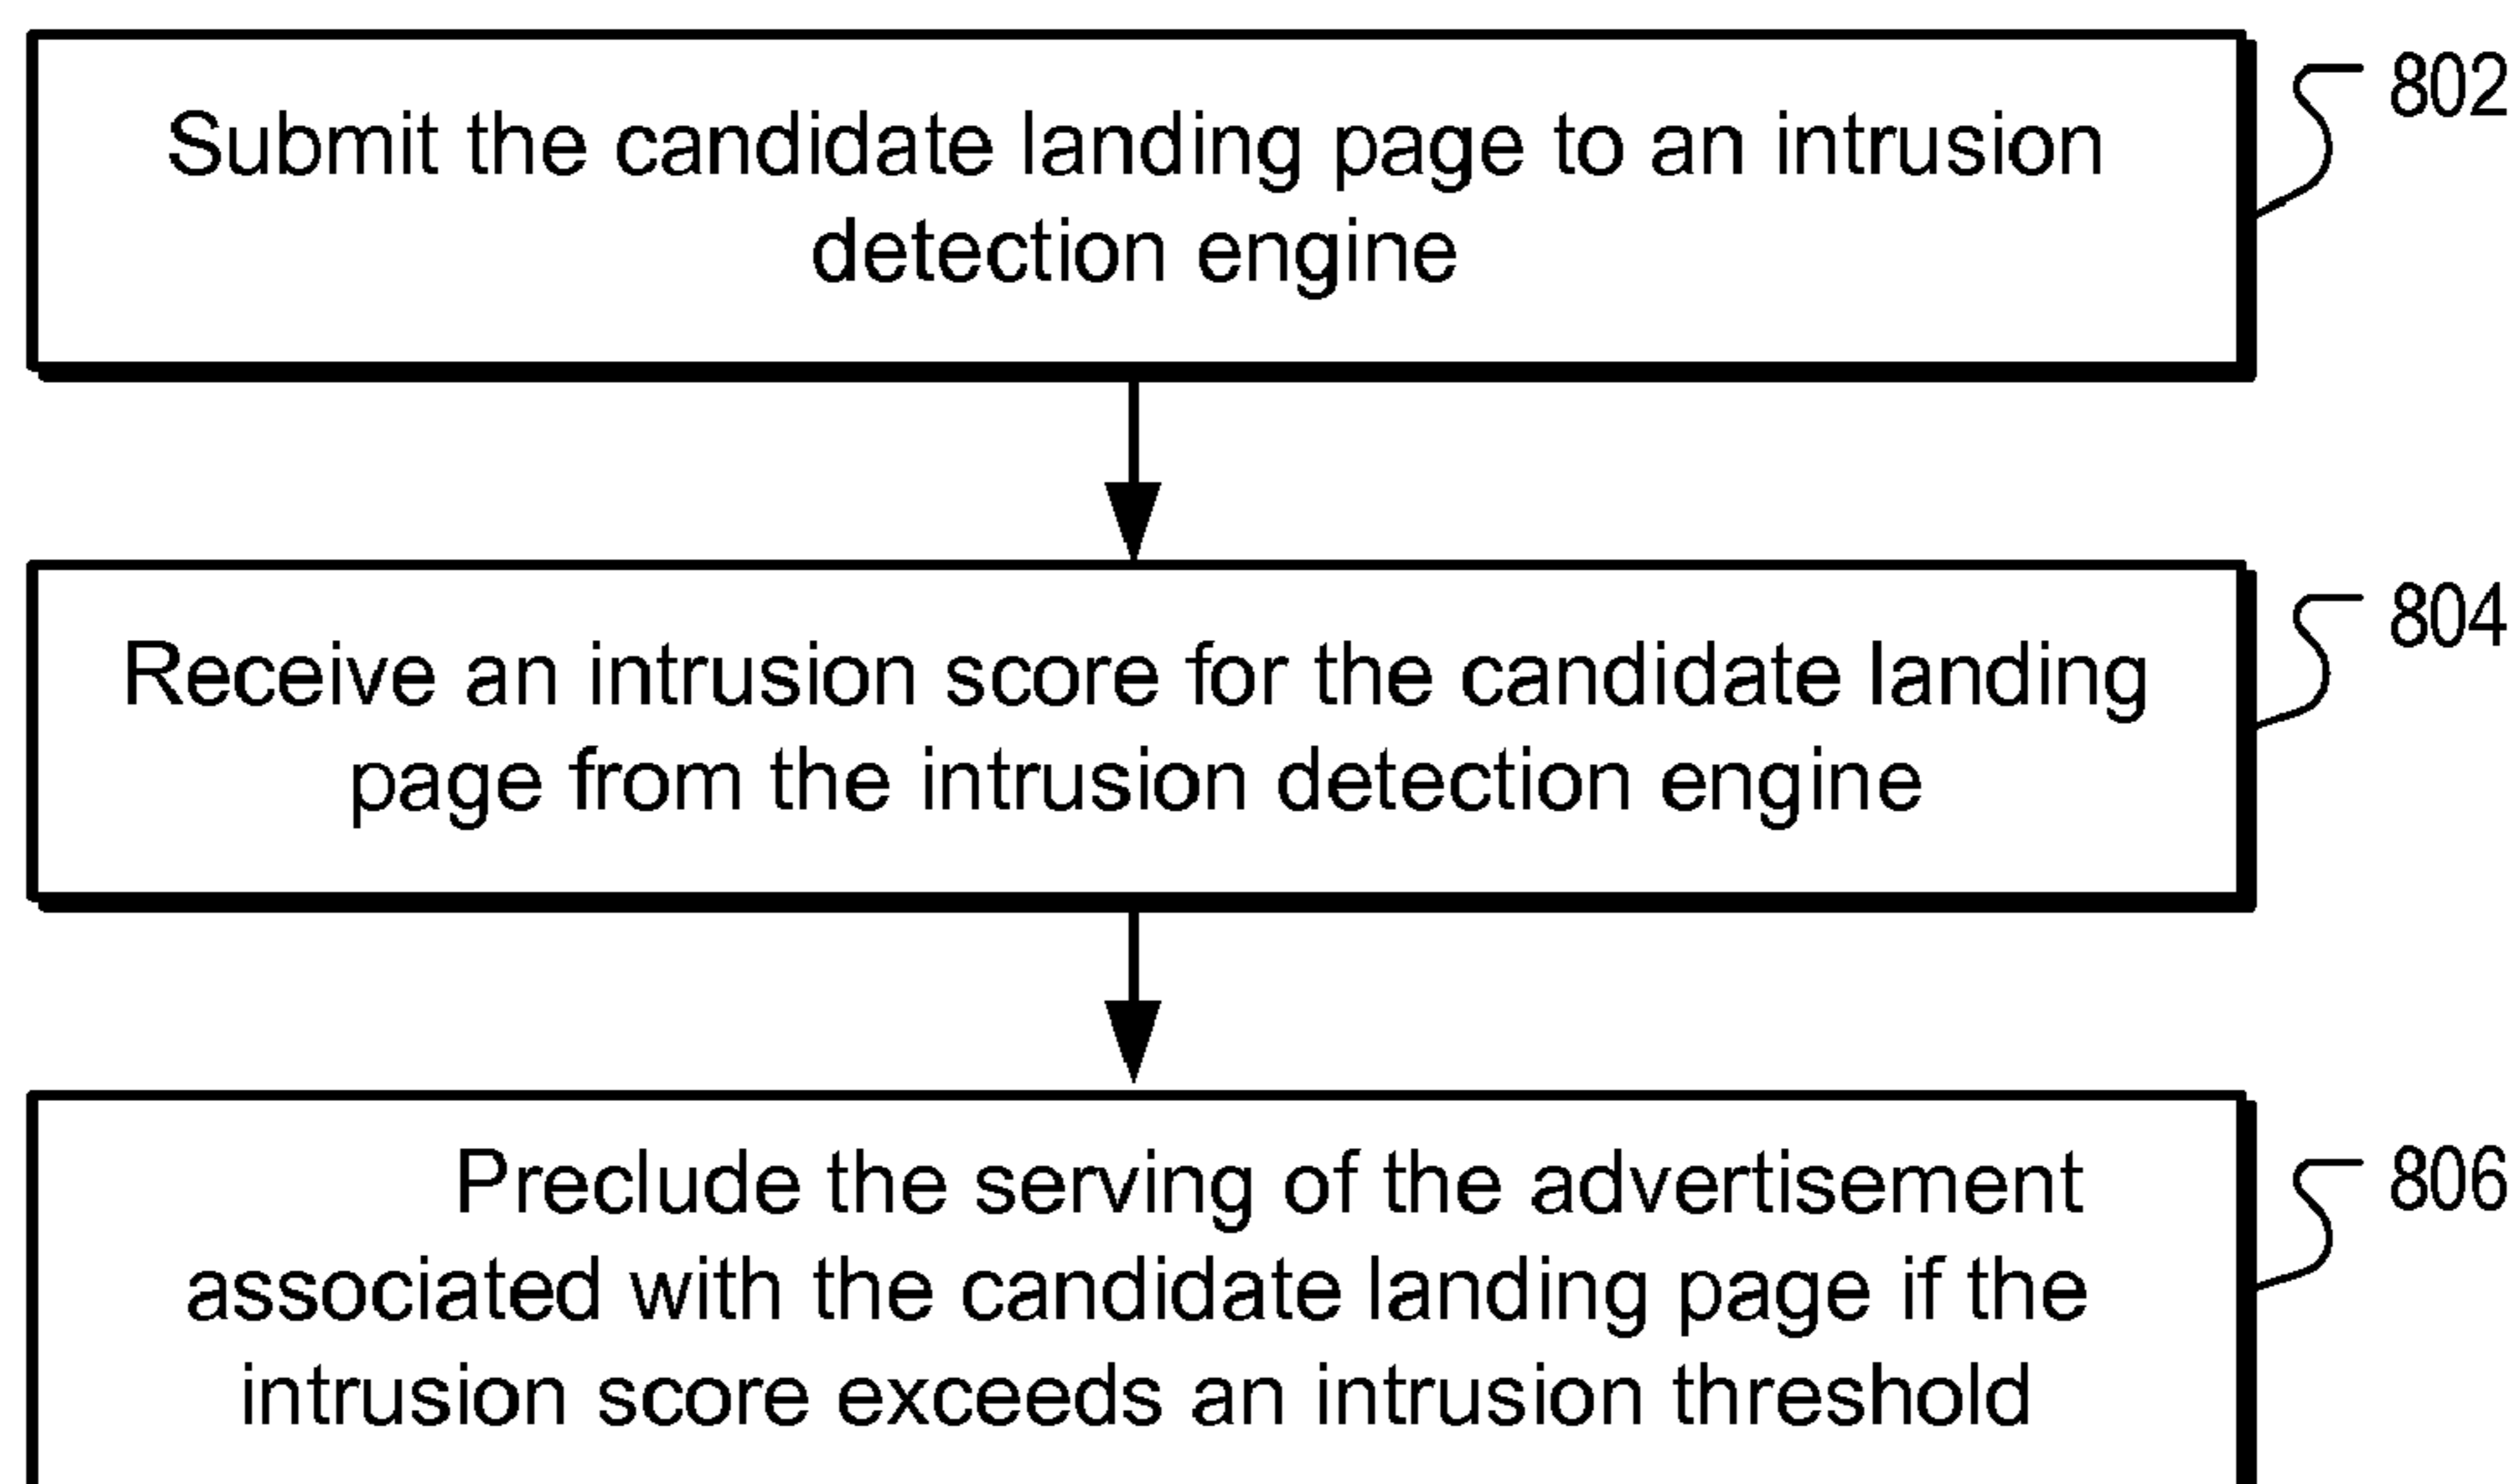 802
Submit the candidate landing page to an intrusion
detection engine
804
Receive an intrusion score for the candidate landing
page from the intrusion detection engine
806
Preclude the serving of the advertisement
associated with the candidate landing page if the
intrusion score exceeds an intrusion threshold